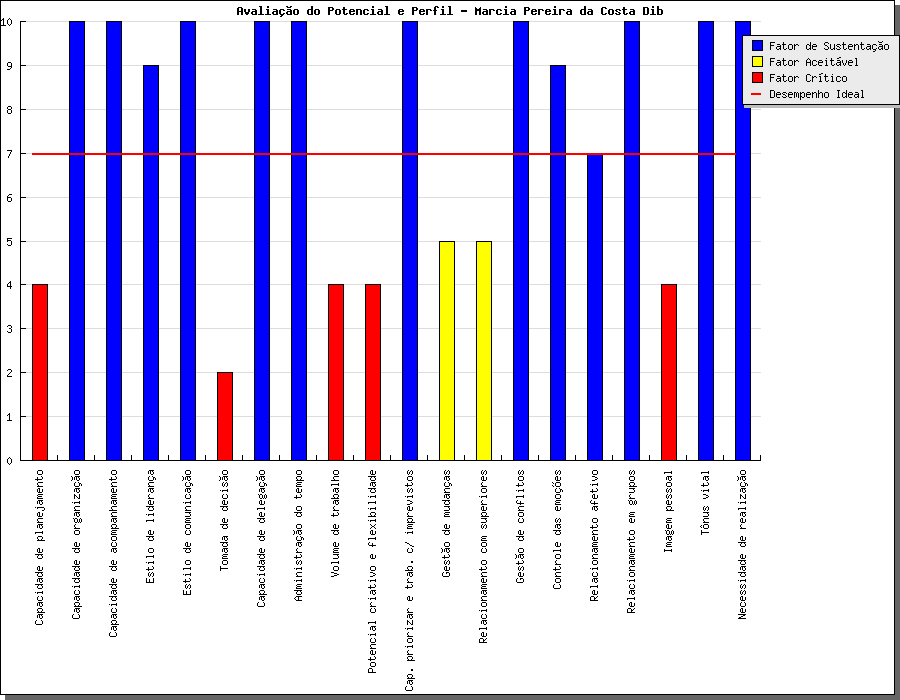 Avaliação do Potencial e Perfil - Marcia Pereira da Costa Dib
Fator de Sustentação
Fator Aceitável
Fator Crítico
Desempenho Ideal
10
9
8
7
6
5
4
3
2
1
0
Capacidade de planejamento
Capacidade de organização
Capacidade de acompanhamento
Estilo de liderança
Estilo de comunicação
Tomada de decisão
Capacidade de delegação
Administração do tempo
Volume de trabalho
Potencial criativo e flexibilidade
Cap. priorizar e trab. c/ imprevistos
Gestão de mudanças
Relacionamento com superiores
Gestão de conflitos
Controle das emoções
Relacionamento afetivo
Relacionamento em grupos
Imagem pessoal
Tônus vital
Necessidade de realização